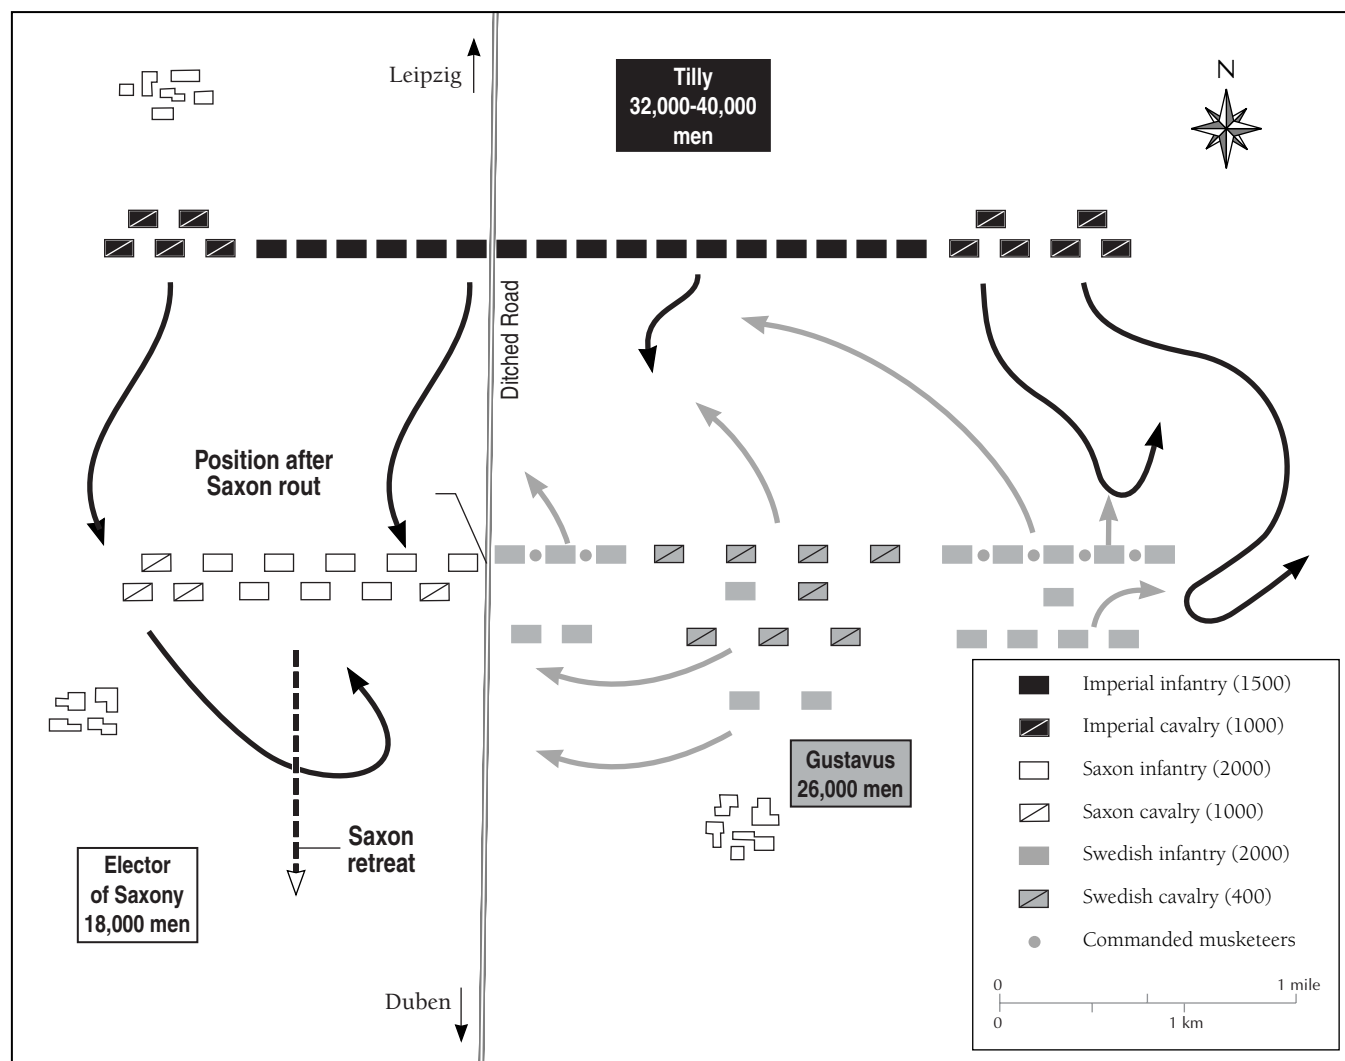 Leipzig
Tilly
32,000-40,000
men
N
Ditched Road
Position after
Saxon rout
Gustavus
26,000 men
Saxon
retreat
Elector
of Saxony
18,000 men
Duben
Imperial infantry (1500)
Imperial cavalry (1000)
Saxon infantry (2000)
Saxon cavalry (1000)
Swedish infantry (2000)
Swedish cavalry (400)
Commanded musketeers
0 1 mile
0 1 km